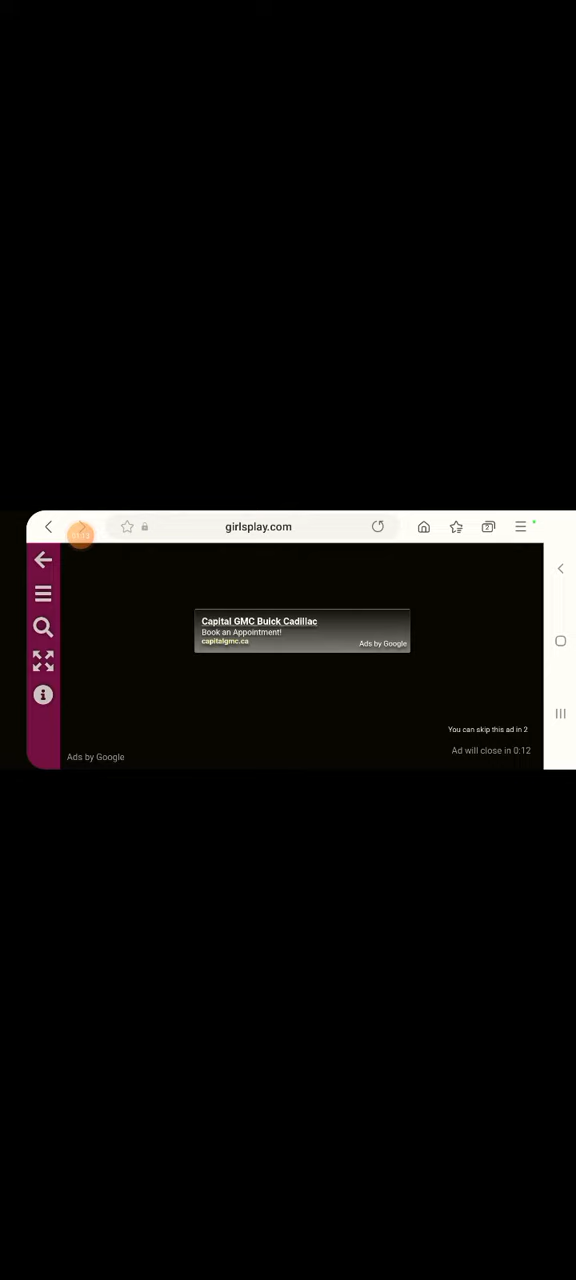 girlsplay.com
2
Capital GMC Buick Cadillac
Book an Appointment!
capitalgmc.ca
Ads by Google
You can skip this ad in 2
Ad will close in 0:12
Ads by Google